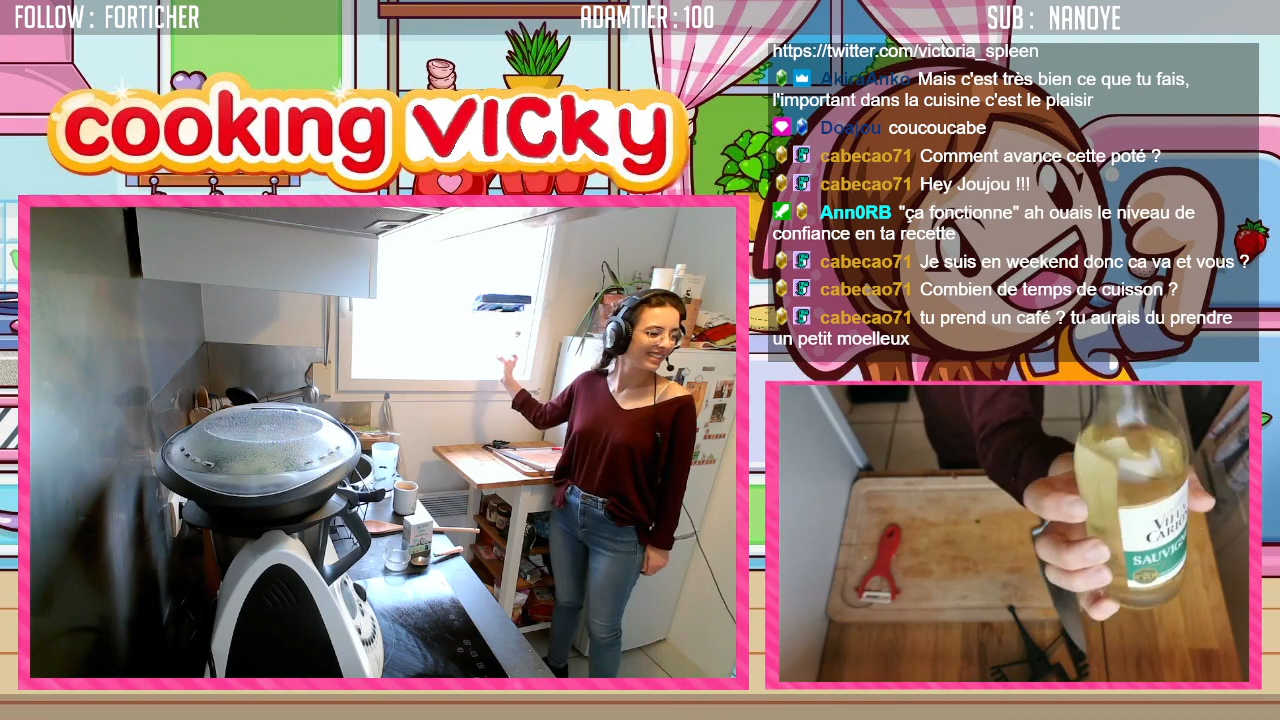 FOLLOW : FORTICHER
ADAMTIER : 100
SUB : NANOYE
cooking VICKY
https://twitter.com/victoria_spleen
AkiraAnko Mais c'est très bien ce que tu fais,
l'important dans la cuisine c'est le plaisir
Doajou coucoucabe
cabecao71 Comment avance cette poté ?
cabecao71 Hey Joujou !!!
Ann0RB "ça fonctionne" ah ouais le niveau de
confiance en ta recette
cabecao71 Je suis en weekend donc ca va et vous ?
cabecao71 Combien de temps de cuisson ?
cabecao71 tu prend un café ? tu aurais du prendre
un petit moelleux